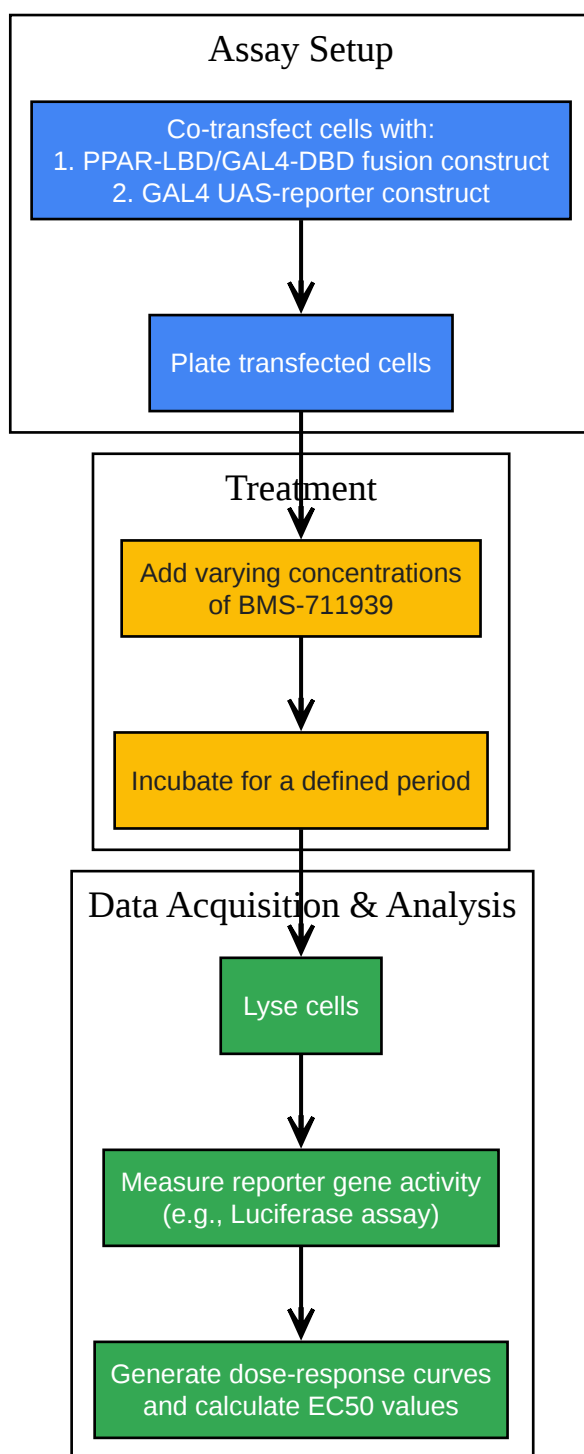 Assay Setup
Co-transfect cells with:
1. PPAR-LBD/GAL4-DBD fusion construct
2. GAL4 UAS-reporter construct
Plate transfected cells
Treatment
Add varying concentrations
of BMS-711939
Incubate for a defined period
Data Acquisition & Analysis
Lyse cells
Measure reporter gene activity
(e.g., Luciferase assay)
Generate dose-response curves
and calculate EC50 values